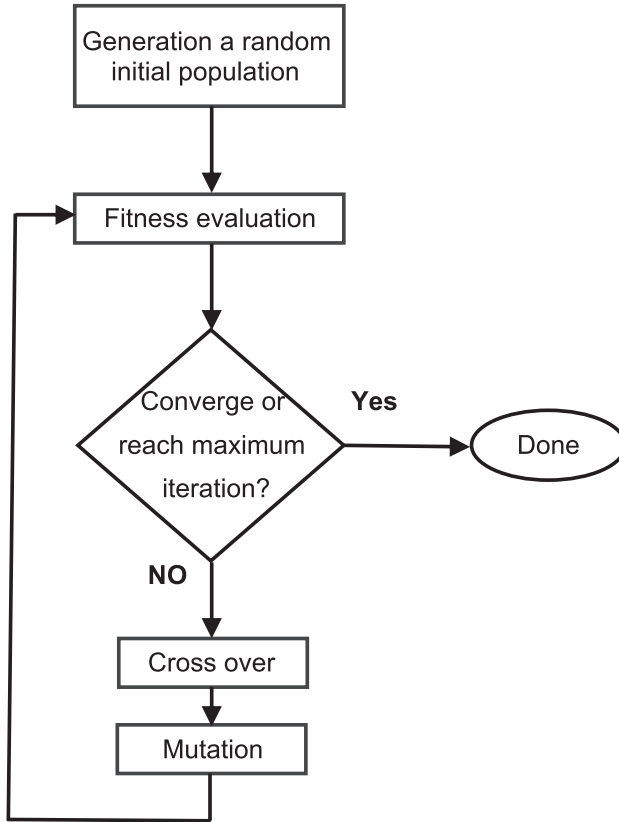 Generation a random
initial population
Fitness evaluation
Converge or
reach maximum
iteration?
Yes
Done
NO
Cross over
Mutation